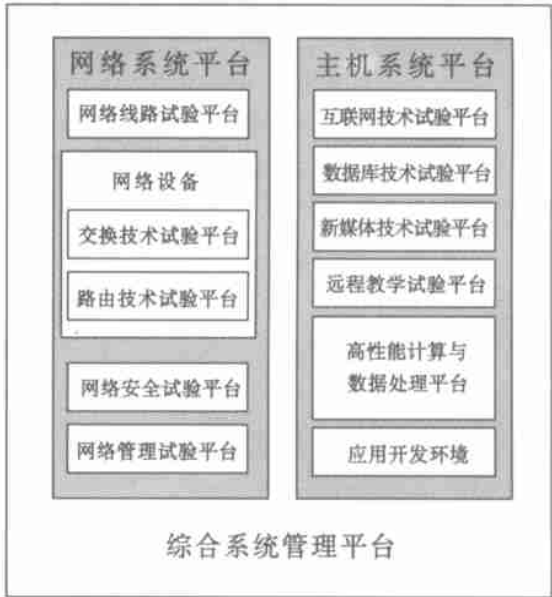 网络系统平台
网络线路试验平台
网络设备
交换技术试验平台
路由技术试验平台
网络安全试验平台
网络管理试验平台
主机系统平台
互联网技术试验平台
数据库技术试验平台
新媒体技术试验平台
远程教学试验平台
高性能计算与
数据处理平台
应用开发环境
综合系统管理平台